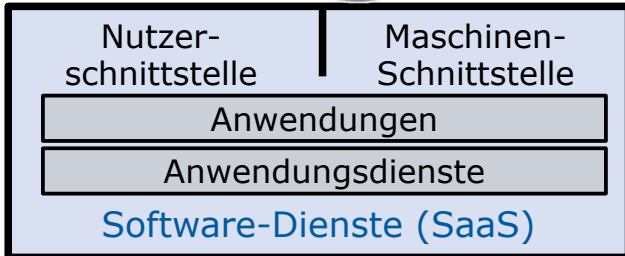 Nutzer-
schnittstelle
Maschinen-
Schnittstelle
Anwendungen
Anwendungsdienste
Software-Dienste (SaaS)